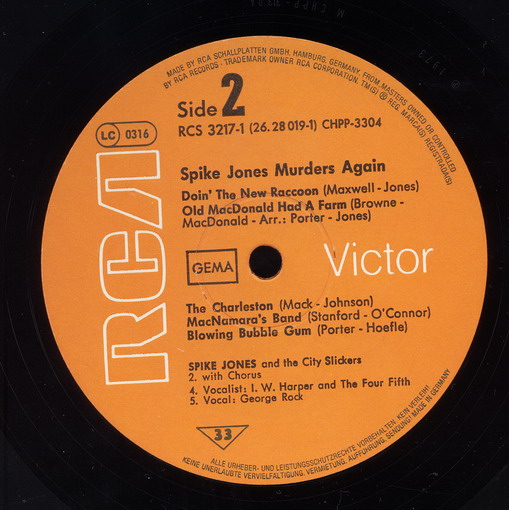 MADE BY RCA SCHALLPLATTEN GMBH, HAMBURG, GERMANY, FROM MASTERS OWNED OR CONTROLLED
BY RCA RECORDS · TRADEMARK OWNER RCA CORPORATION. TM(S) ® REG. MARCA(S) REGISTRADA(S)
Side 2
RCS 3217-1 (26.28 019-1) CHPP-3304
LC 0316
RCA
Spike Jones Murders Again
Doin' The New Raccoon (Maxwell - Jones)
Old MacDonald Had A Farm (Browne -
MacDonald - Arr.: Porter - Jones)
GEMA
Victor
The Charleston (Mack - Johnson)
MacNamara's Band (Stanford - O'Connor)
Blowing Bubble Gum (Porter - Hoefle)
SPIKE JONES and the City Slickers
2. with Chorus
4. Vocalist: I. W. Harper and The Four Fifth
5. Vocal: George Rock
33
ALLE URHEBER- UND LEISTUNGSSCHUTZRECHTE VORBEHALTEN. KEIN VERLEIH!
KEINE UNERLAUBTE VERVIELFÄLTIGUNG, VERMIETUNG, AUFFÜHRUNG, SENDUNG! MADE IN GERMANY